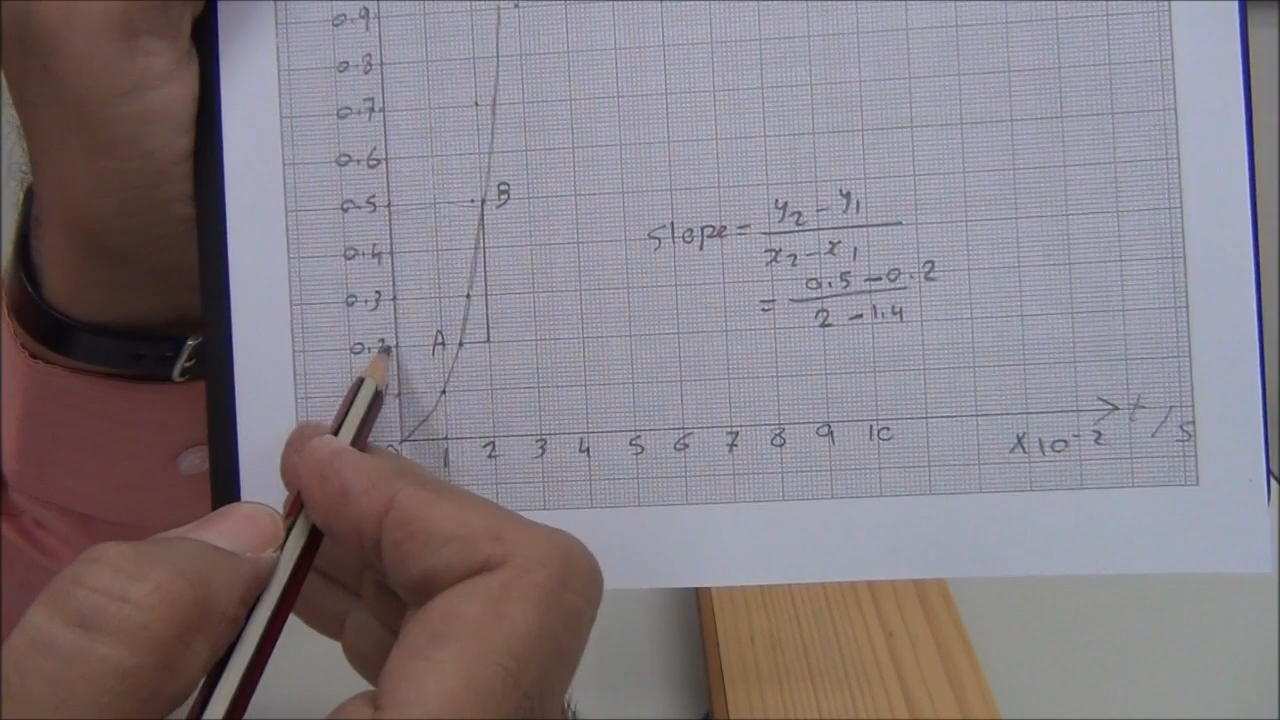 0.9
0.8
0.7
0.6
0.5 B
0.4
0.3
0.2 A
slope = y₂ - y₁
x₂ - x₁
= 0.5 - 0.2
2 - 1.4
0 1 2 3 4 5 6 7 8 9 10
x10⁻² t/s